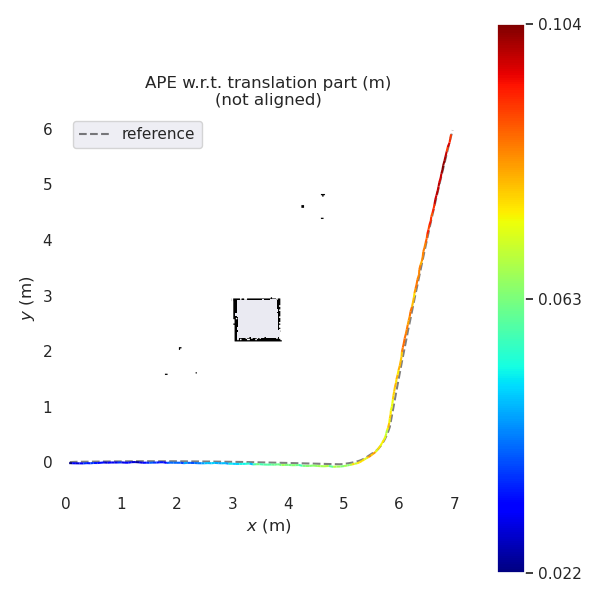 APE w.r.t. translation part (m)
(not aligned)
reference
6
5
4
3
2
1
0
y (m)
0 1 2 3 4 5 6 7
x (m)
0.104
0.063
0.022